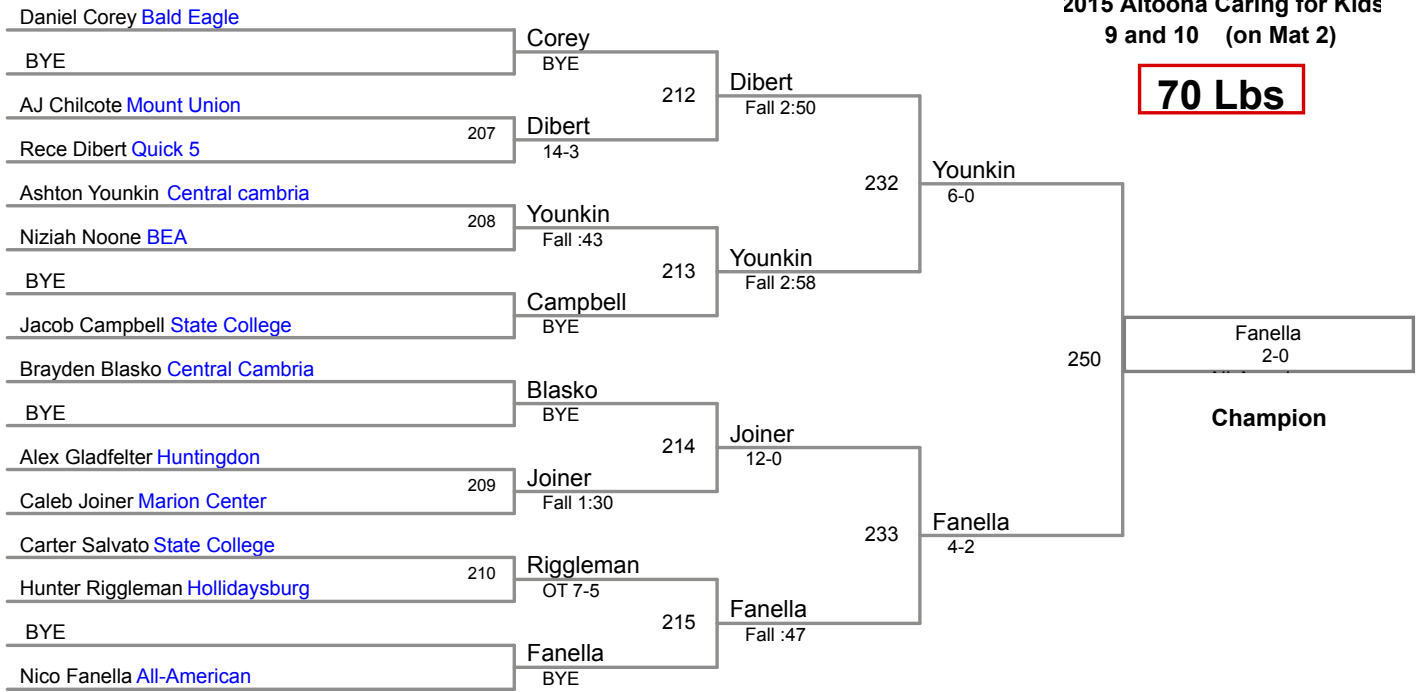 2015 Altoona Caring for Kids
9 and 10 (on Mat 2)
70 Lbs
Daniel Corey Bald Eagle
BYE
AJ Chilcote Mount Union
Rece Dibert Quick 5
Ashton Younkin Central cambria
Niziah Noone BEA
BYE
Jacob Campbell State College
Brayden Blasko Central Cambria
BYE
Alex Gladfelter Huntingdon
Caleb Joiner Marion Center
Carter Salvato State College
Hunter Riggleman Hollidaysburg
BYE
Nico Fanella All-American
207
208
209
210
Corey
BYE
Dibert
14-3
Younkin
Fall :43
Campbell
BYE
Blasko
BYE
Joiner
Fall 1:30
Riggleman
OT 7-5
Fanella
BYE
212
213
214
215
Dibert
Fall 2:50
Younkin
Fall 2:58
Joiner
12-0
Fanella
Fall :47
232
233
Younkin
6-0
Fanella
4-2
250
Fanella
2-0
Champion